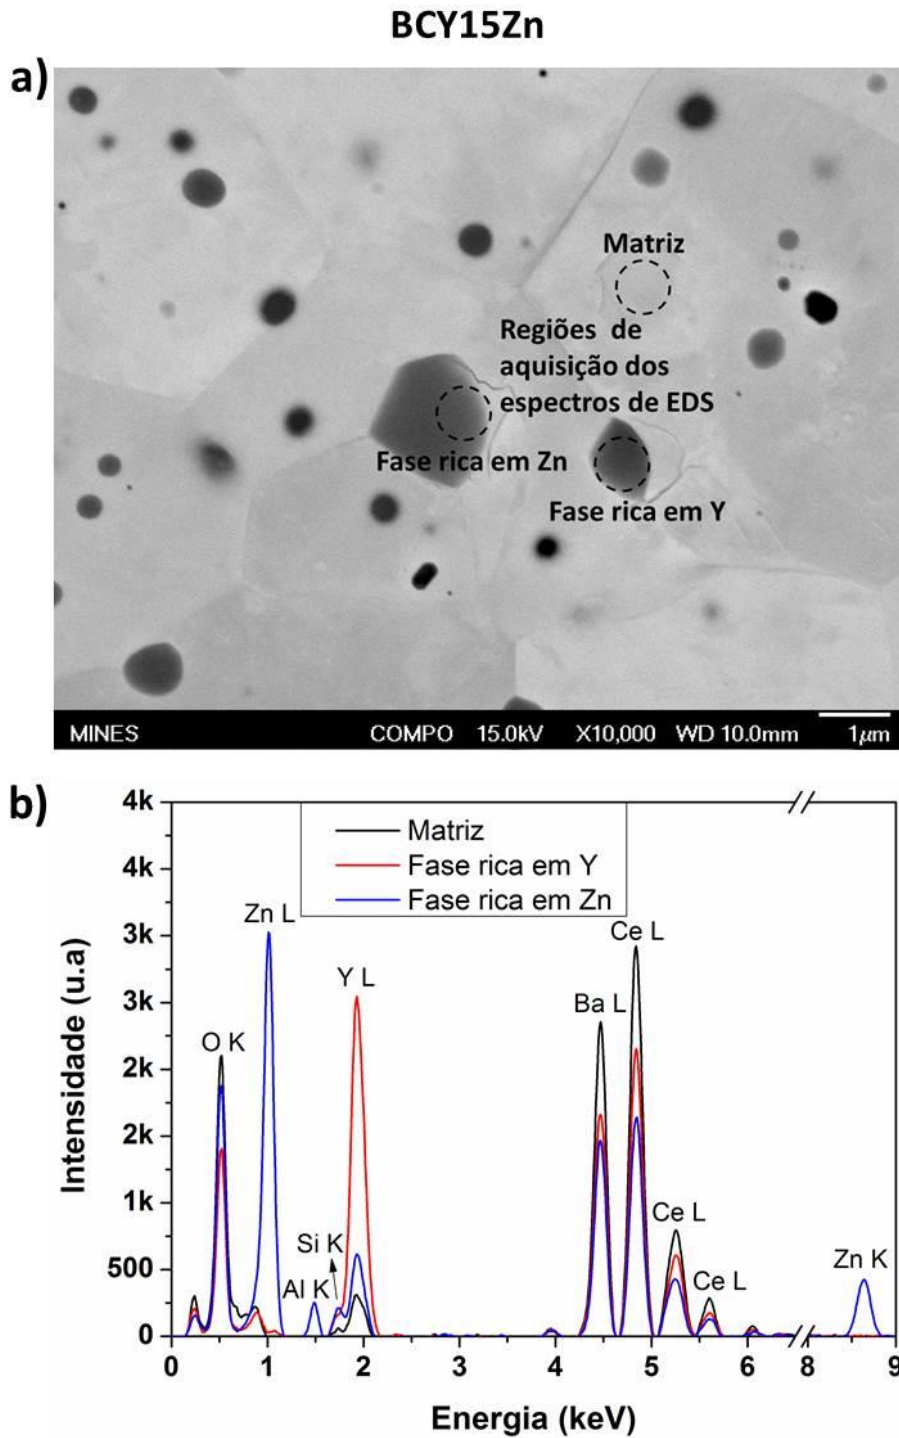 BCY15Zn
a)
Matriz
Regiões de
aquisição dos
espectros de EDS
Fase rica em Zn
Fase rica em Y
MINES COMPO 15.0kV X10,000 WD 10.0mm 1µm
b)
4k
4k
3k
3k
2k
2k
1k
500
0
Intensidade (u.a)
Matriz
Fase rica em Y
Fase rica em Zn
O K
Zn L
Al K
Si K
Y L
Ba L
Ce L
Ce L
Ce L
Zn K
0 1 2 3 4 5 6 8 9
Energia (keV)